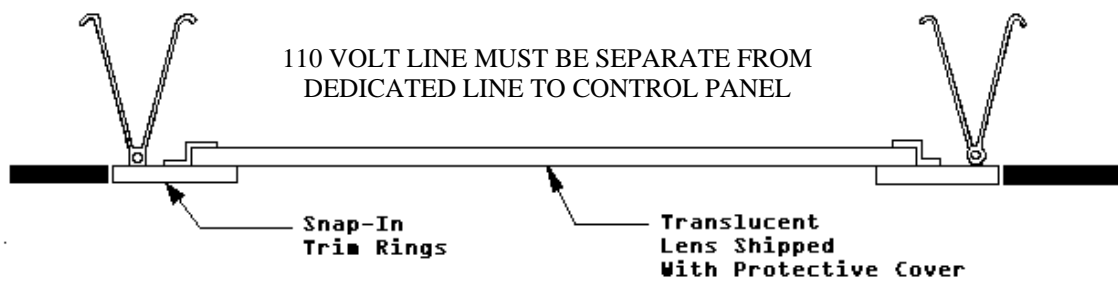 110 VOLT LINE MUST BE SEPARATE FROM
DEDICATED LINE TO CONTROL PANEL
Snap-In
Trim Rings
Translucent
Lens Shipped
With Protective Cover